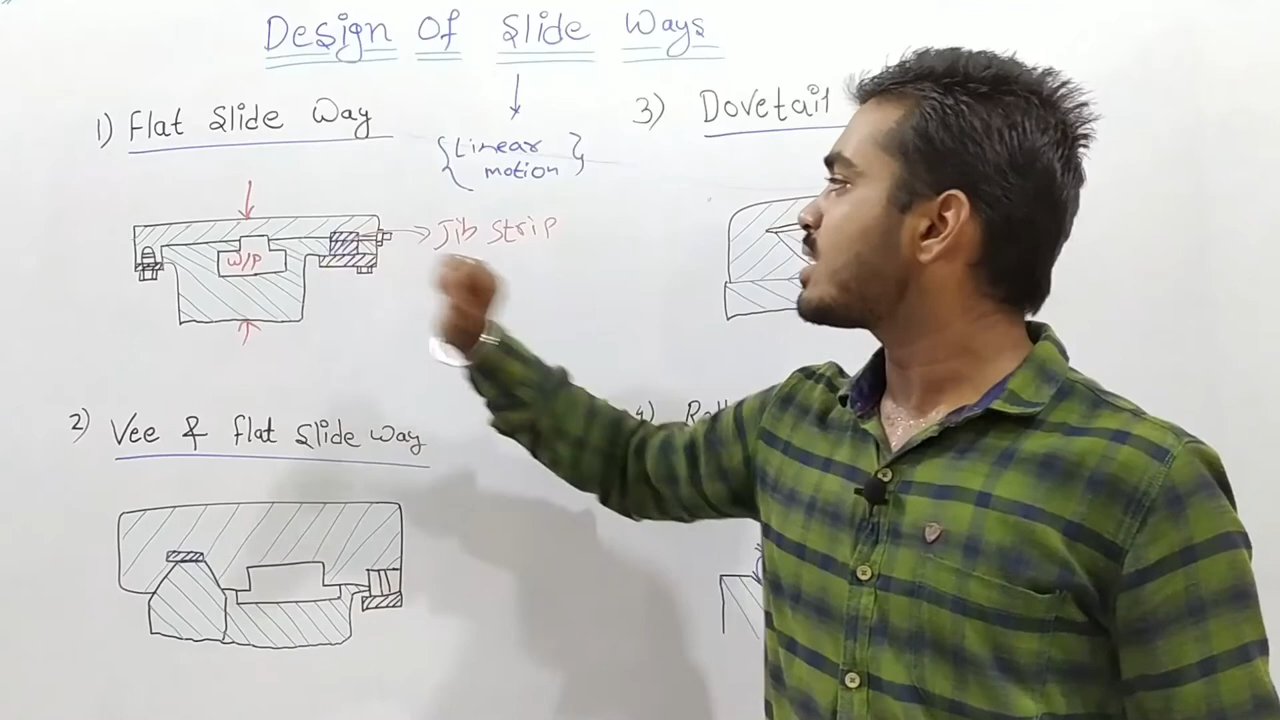 Design Of Slide Ways
1) Flat Slide Way
{Linear
motion}
3) Dovetail
Jib Strip
W/P
2) Vee & flat Slide Way
4)